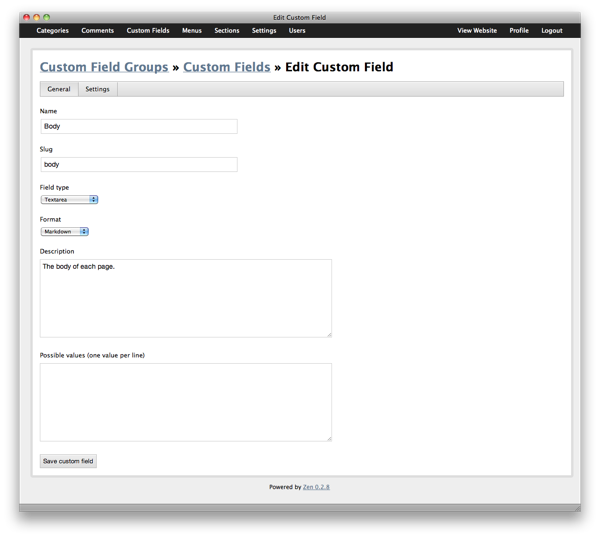 Edit Custom Field
Categories Comments Custom Fields Menus Sections Settings Users View Website Profile Logout
Custom Field Groups » Custom Fields » Edit Custom Field
General Settings
Name
Body
Slug
body
Field type
Textarea
Format
Markdown
Description
The body of each page.
Possible values (one value per line)
Save custom field
Powered by Zen 0.2.8